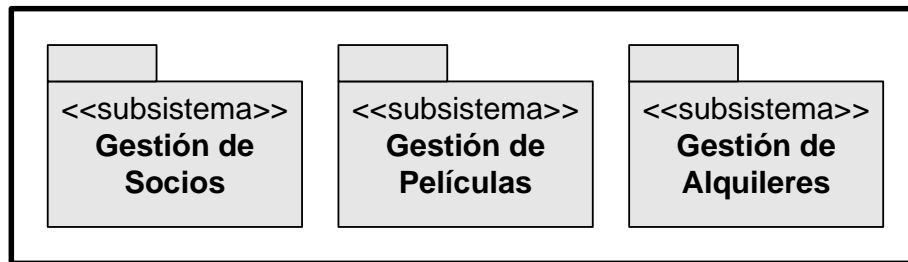 <<subsistema>>
Gestión de
Socios
<<subsistema>>
Gestión de
Películas
<<subsistema>>
Gestión de
Alquileres